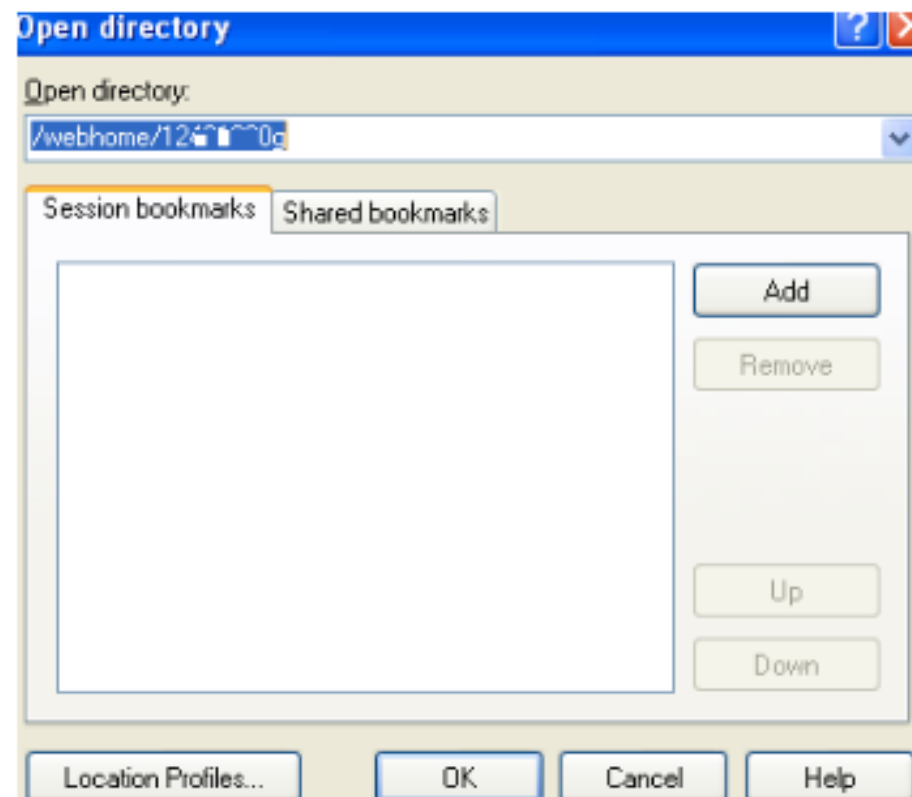 Open directory
Open directory:
Session bookmarks
Shared bookmarks
Add
Remove
Up
Down
Location Profiles...
OK
Cancel
Help